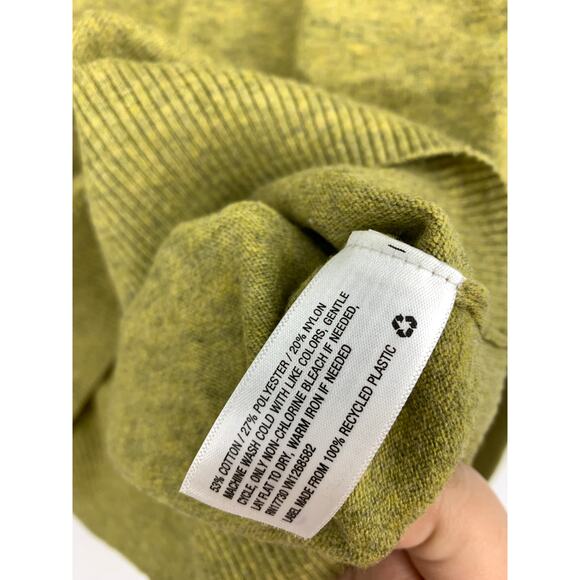 53% COTTON / 27% POLYESTER / 20% NYLON
MACHINE WASH COLD WITH LIKE COLORS, GENTLE
CYCLE, ONLY NON-CHLORINE BLEACH IF NEEDED,
LAY FLAT TO DRY, WARM IRON IF NEEDED
RN17730 VN1268582
LABEL MADE FROM 100% RECYCLED PLASTIC